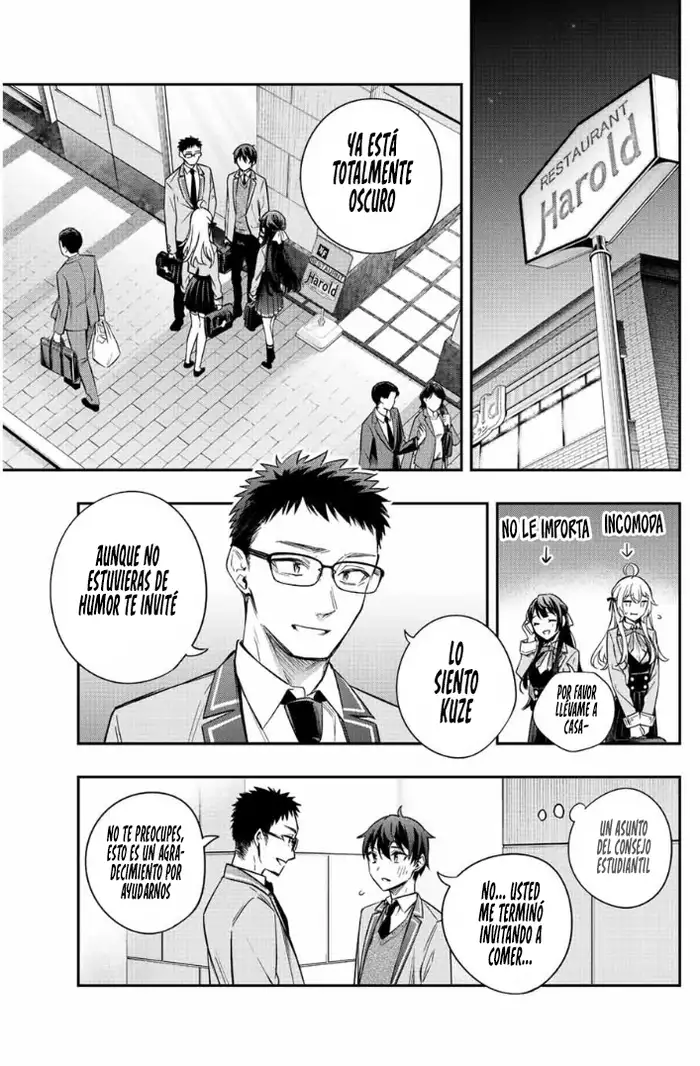 RESTAURANT
Harold
YA ESTÁ
TOTALMENTE
OSCURO
Harold
INCOMODA
NO LE IMPORTA
POR FAVOR
LLÉVAME A
CASA~
LO
SIENTO
KUZE
AUNQUE NO
ESTUVIERAS DE
HUMOR TE INVITÉ
UN ASUNTO
DEL CONSEJO
ESTUDIANTIL
NO... USTED
ME TERMINÓ
INVITANDO A
COMER...
NO TE PREOCUPES,
ESTO ES UN AGRA-
DECIMIENTO POR
AYUDARNOS